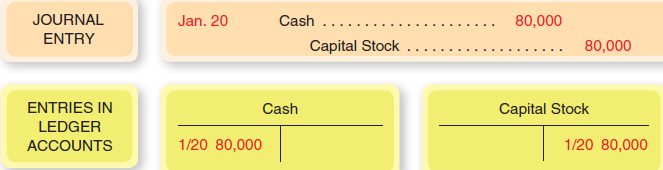 JOURNAL
ENTRY
Jan. 20 Cash ..................... 80,000
Capital Stock ................... 80,000
ENTRIES IN
LEDGER
ACCOUNTS
Cash
1/20 80,000
Capital Stock
1/20 80,000